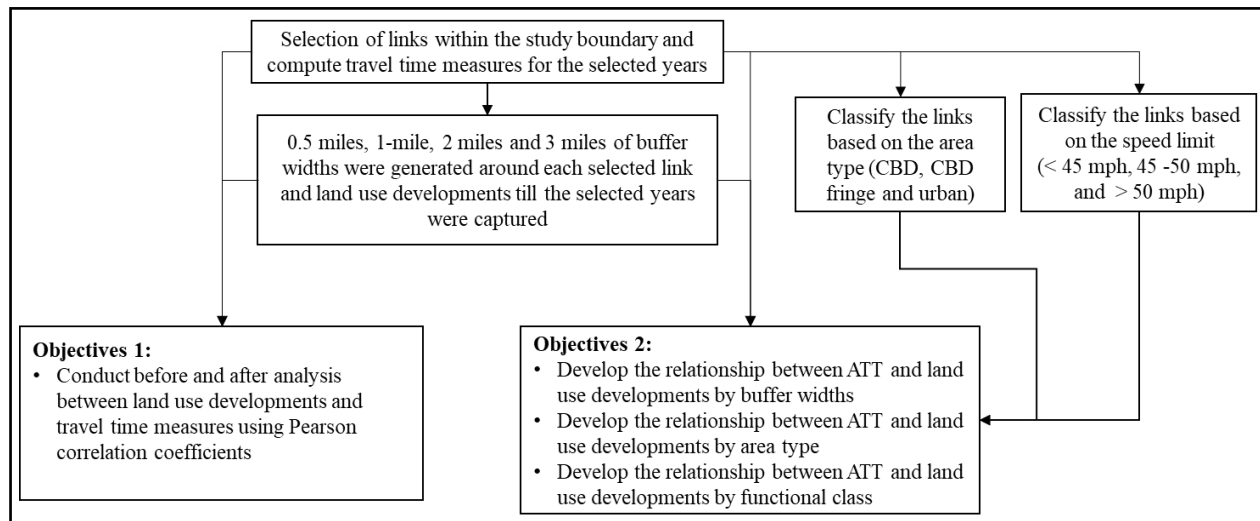 Selection of links within the study boundary and
compute travel time measures for the selected years
0.5 miles, 1-mile, 2 miles and 3 miles of buffer
widths were generated around each selected link
and land use developments till the selected years
were captured
Classify the links
based on the area
type (CBD, CBD
fringe and urban)
Classify the links based
on the speed limit
(< 45 mph, 45 -50 mph,
and > 50 mph)
Objectives 1:
• Conduct before and after analysis
between land use developments and
travel time measures using Pearson
correlation coefficients
Objectives 2:
• Develop the relationship between ATT and land
use developments by buffer widths
• Develop the relationship between ATT and land
use developments by area type
• Develop the relationship between ATT and land
use developments by functional class